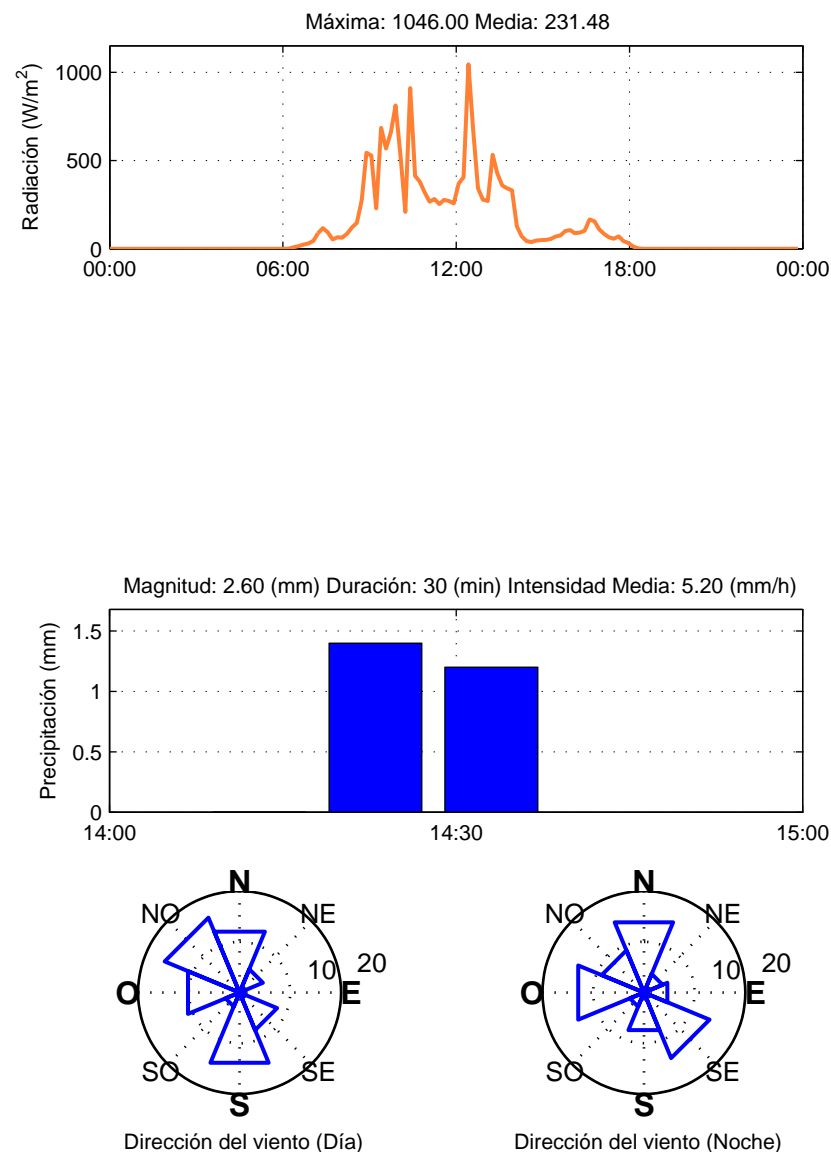 Máxima: 1046.00 Media: 231.48
Radiación (W/m²)
1000
500
0
00:00 06:00 12:00 18:00 00:00
Magnitud: 2.60 (mm) Duración: 30 (min) Intensidad Media: 5.20 (mm/h)
Precipitación (mm)
1.5
1
0.5
0
14:00 14:30 15:00
N
NO NE
10 20
O E
SO SE
S
Dirección del viento (Día)
N
NO NE
10 20
O E
SO SE
S
Dirección del viento (Noche)